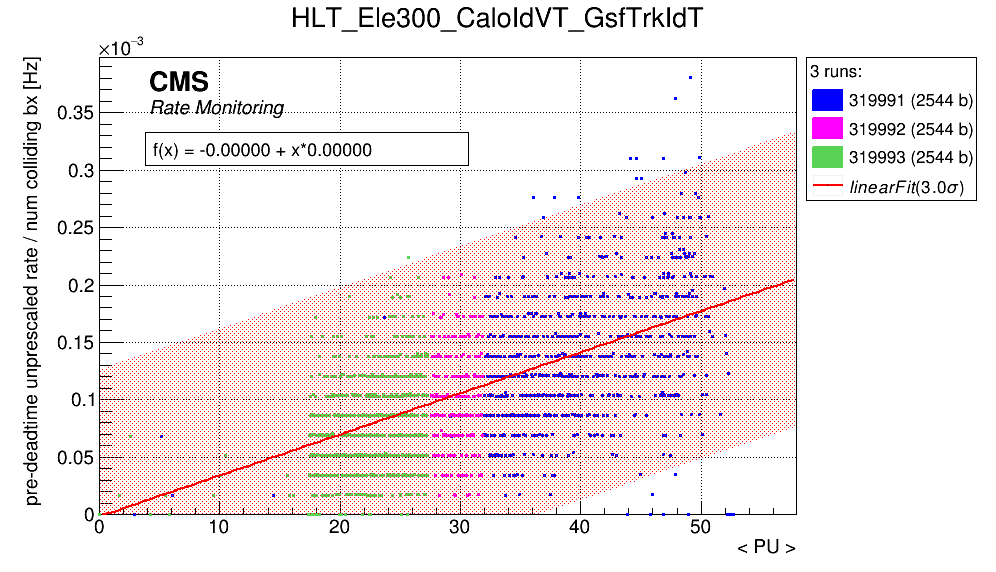 HLT_Ele300_CaloIdVT_GsfTrkIdT
×10⁻³
CMS
Rate Monitoring
f(x) = -0.00000 + x*0.00000
pre-deadtime unprescaled rate / num colliding bx [Hz]
0.35
0.3
0.25
0.2
0.15
0.1
0.05
0
0 10 20 30 40 50
< PU >
3 runs:
319991 (2544 b)
319992 (2544 b)
319993 (2544 b)
linearFit(3.0σ)